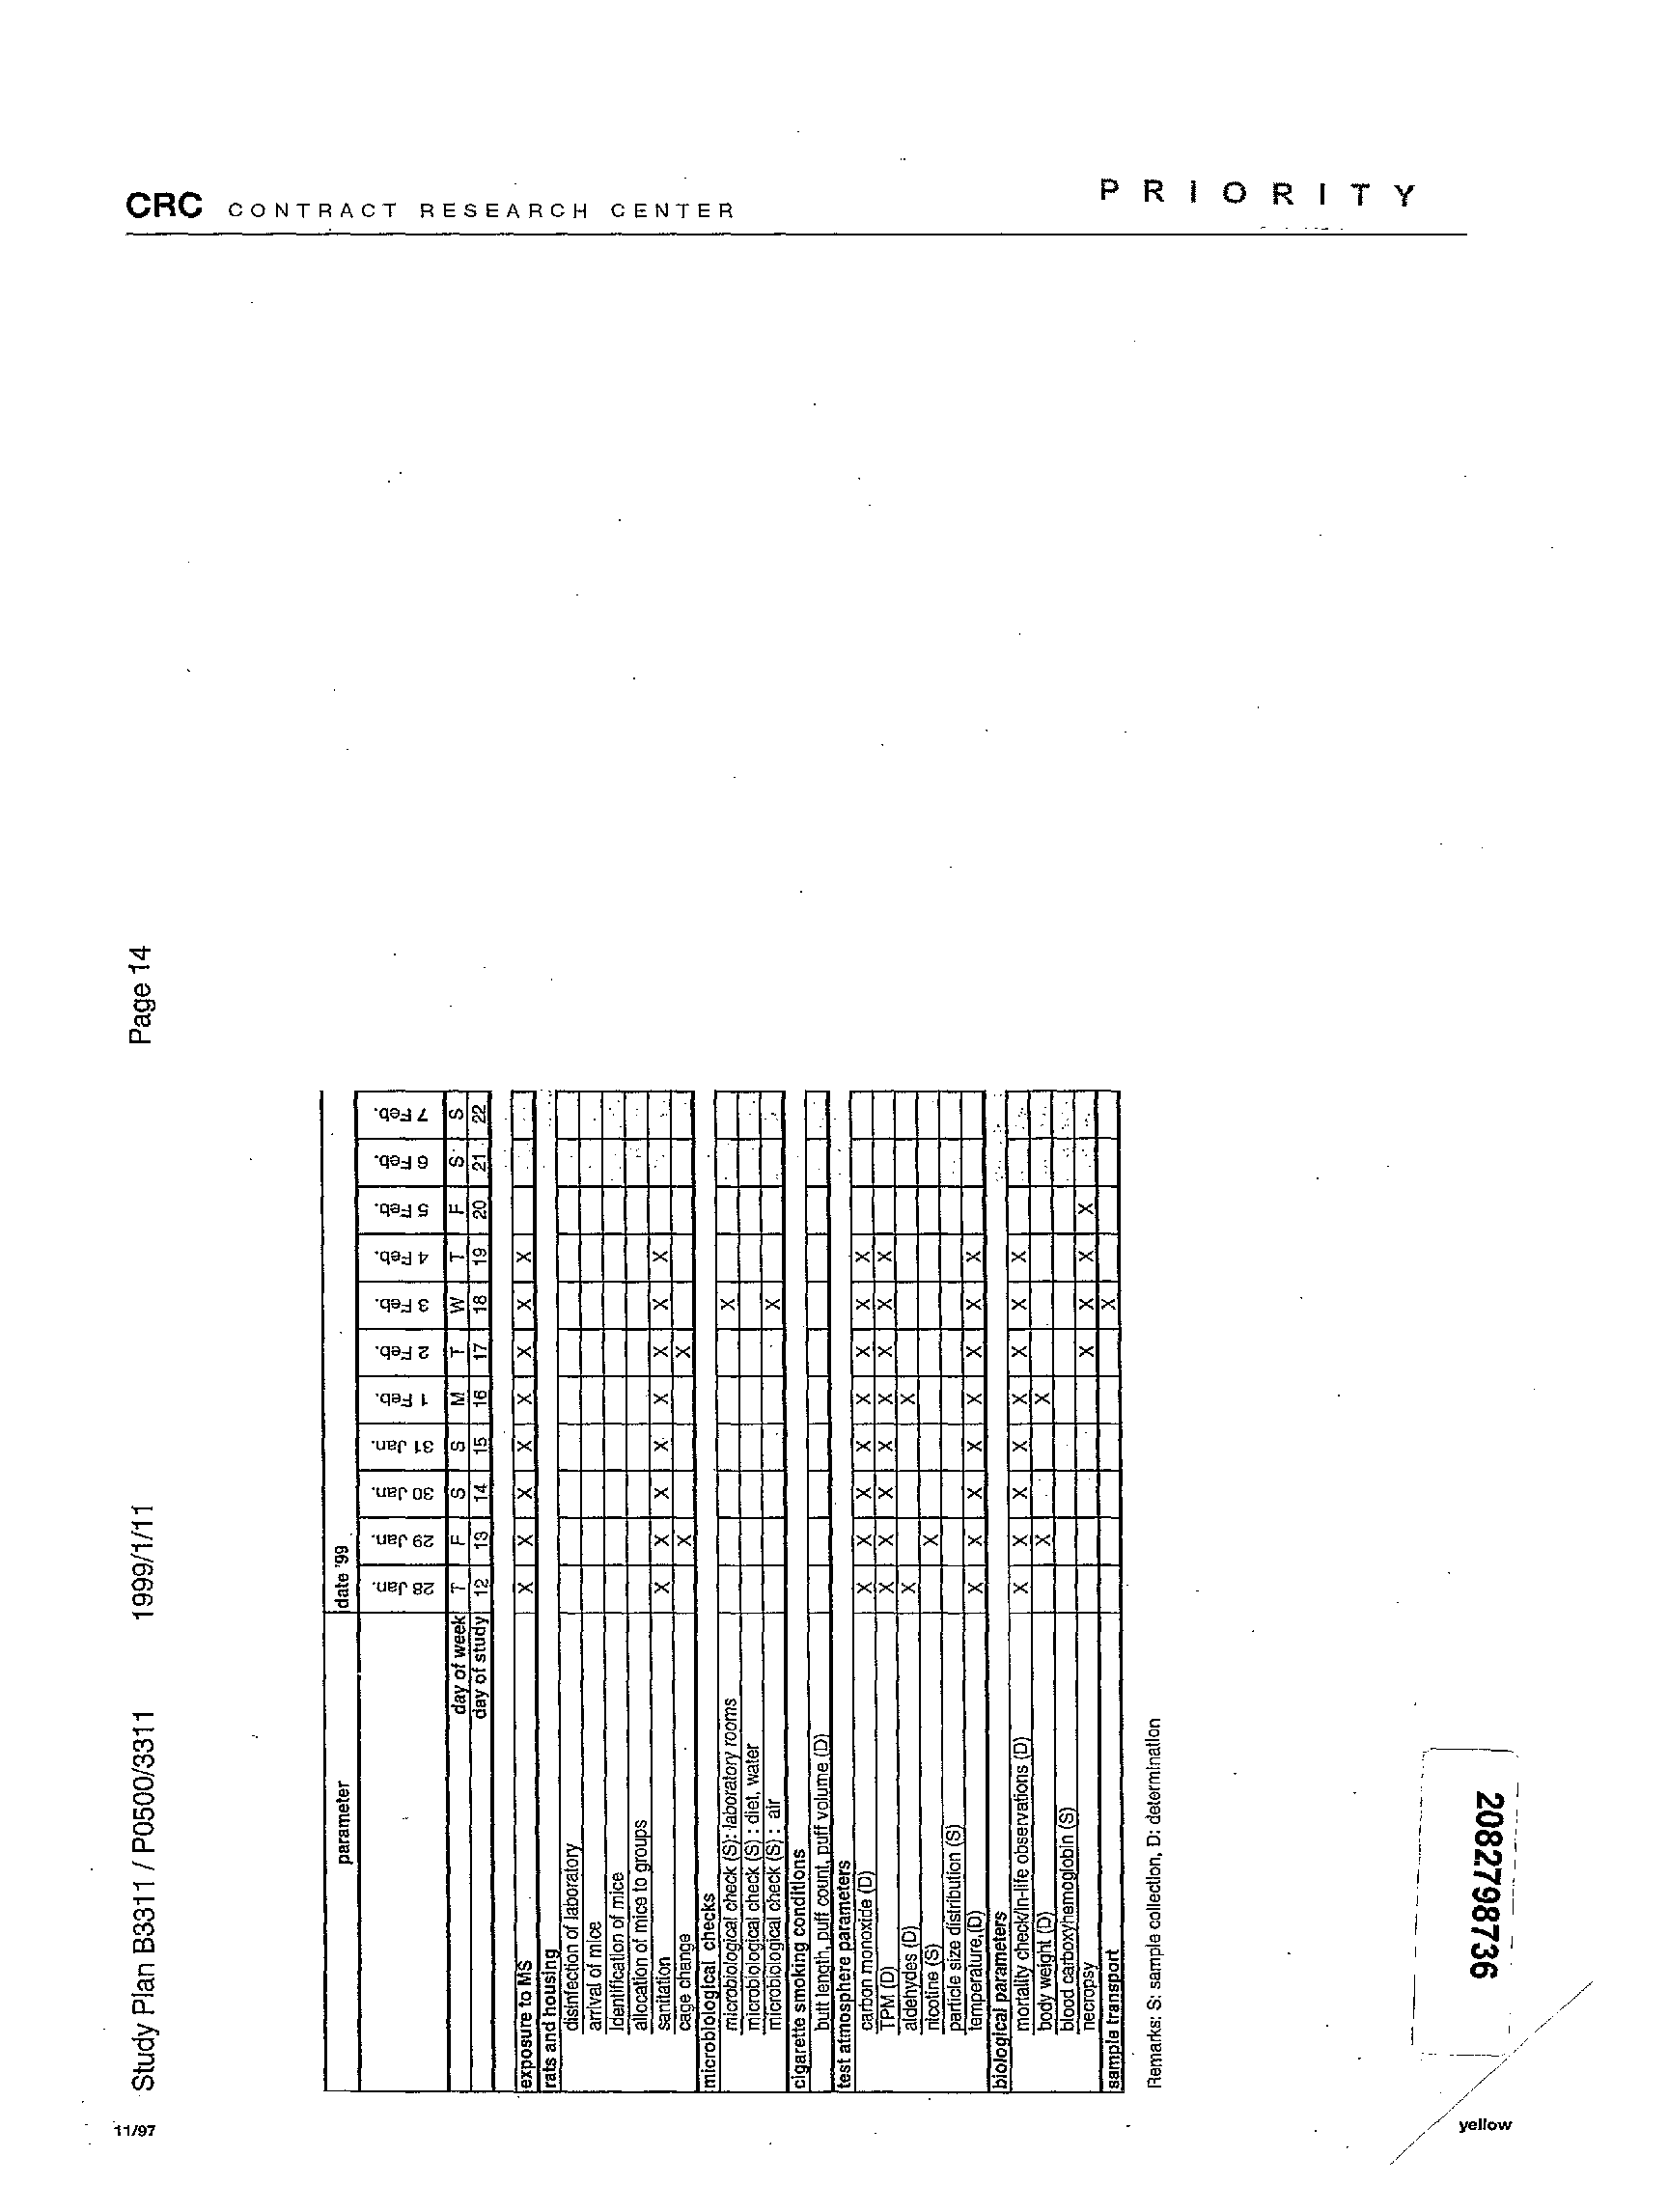 CRC CONTRACT RESEARCH CENTER
PRIORITY
Study Plan B3311 / P0500/3311 1999/1/11 Page 14
parameter date '99
28 Jan. 29 Jan. 30 Jan. 31 Jan. 1 Feb. 2 Feb. 3 Feb. 4 Feb. 5 Feb. 6 Feb. 7 Feb.
day of week T F S S M T W T F S S
day of study 12 13 14 15 16 17 18 19 20 21 22
exposure to MS X X X X X X X X
rats and housing
disinfection of laboratory
arrival of mice
Identification of mice
allocation of mice to groups
sanitation X X X X X X X X
cage change X X
microbiological checks
microbiological check (S): laboratory rooms X
microbiological check (S) : diet, water
microbiological check (S) : air X
cigarette smoking conditions
butt length, puff count, puff volume (D)
test atmosphere parameters
carbon monoxide (D) X X X X X X X X
TPM (D) X X X X X X X X
aldehydes (D) X X
nicotine (S) X
particle size distribution (S)
temperature,(D) X X X X X X X X
biological parameters
mortality check/in-life observations (D) X X X X X X X X
body weight (D) X X
blood carboxyhemoglobin (S)
necropsy X X X X
sample transport X
Remarks: S: sample collection, D: determination
2082798736
11/97
yellow